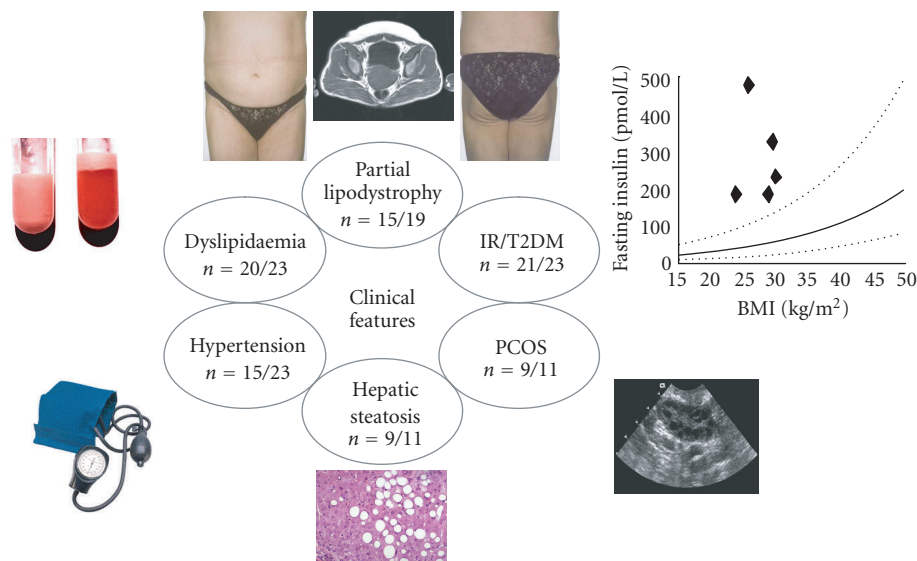 Partial
lipodystrophy
n = 15/19
Dyslipidaemia
n = 20/23
IR/T2DM
n = 21/23
Clinical
features
Hypertension
n = 15/23
PCOS
n = 9/11
Hepatic
steatosis
n = 9/11
Fasting insulin (pmol/L)
500
400
300
200
100
0
15 20 25 30 35 40 45 50
BMI (kg/m²)